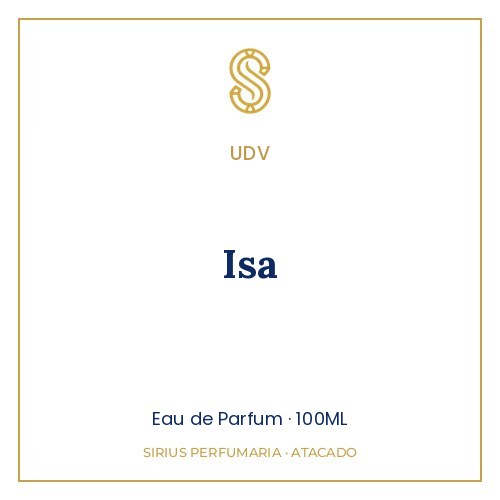 UDV
Isa
Eau de Parfum · 100ML
SIRIUS PERFUMARIA · ATACADO